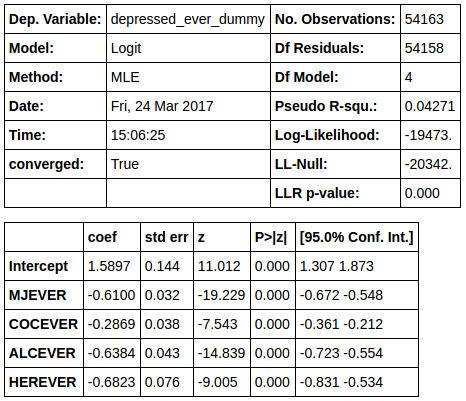 Dep. Variable: depressed_ever_dummy No. Observations: 54163
Model: Logit Df Residuals: 54158
Method: MLE Df Model: 4
Date: Fri, 24 Mar 2017 Pseudo R-squ.: 0.04271
Time: 15:06:25 Log-Likelihood: -19473.
converged: True LL-Null: -20342.
LLR p-value: 0.000
coef std err z P>|z| [95.0% Conf. Int.]
Intercept 1.5897 0.144 11.012 0.000 1.307 1.873
MJEVER -0.6100 0.032 -19.229 0.000 -0.672 -0.548
COCEVER -0.2869 0.038 -7.543 0.000 -0.361 -0.212
ALCEVER -0.6384 0.043 -14.839 0.000 -0.723 -0.554
HEREVER -0.6823 0.076 -9.005 0.000 -0.831 -0.534